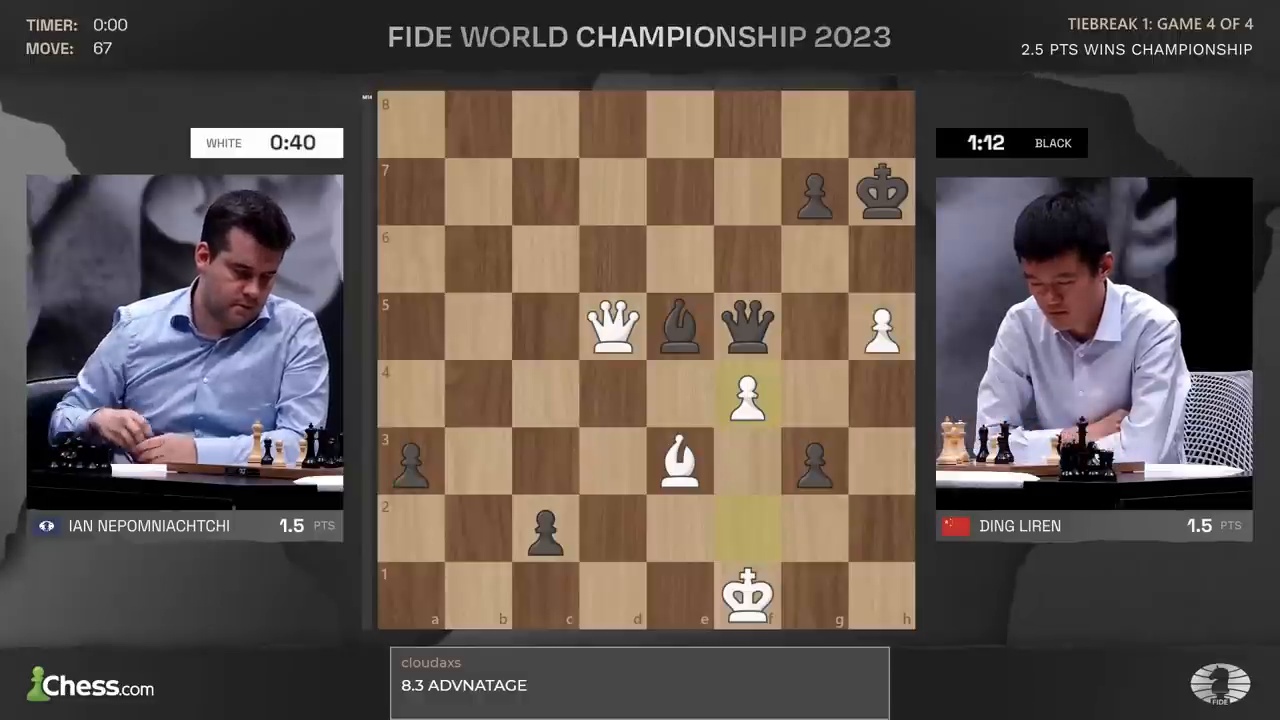 TIMER: 0:00
MOVE: 67
FIDE WORLD CHAMPIONSHIP 2023
TIEBREAK 1: GAME 4 OF 4
2.5 PTS WINS CHAMPIONSHIP
WHITE 0:40
1:12 BLACK
8
7
6
5
4
3
2
1
a b c d e f g h
IAN NEPOMNIACHTCHI 1.5 PTS
DING LIREN 1.5 PTS
cloudaxs
8.3 ADVNATAGE
Chess.com
FIDE